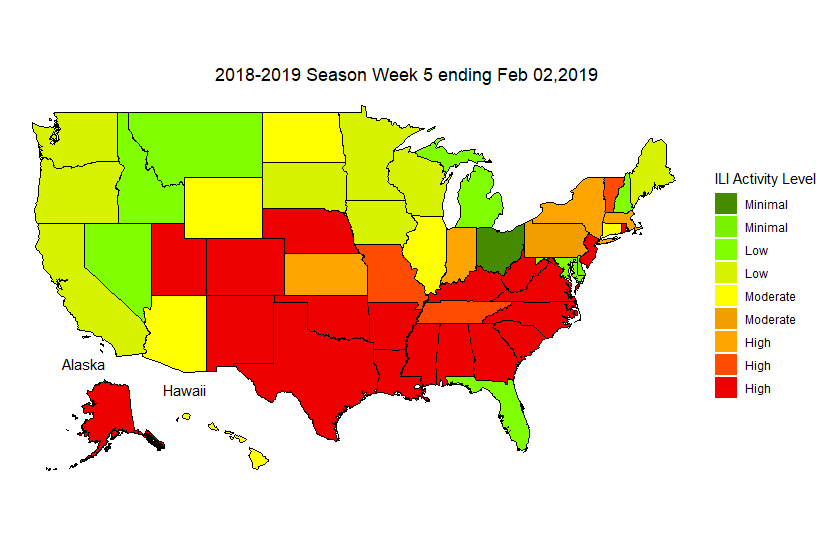 2018-2019 Season Week 5 ending Feb 02,2019
ILI Activity Level
Minimal
Minimal
Low
Low
Moderate
Moderate
High
High
High
Alaska
Hawaii